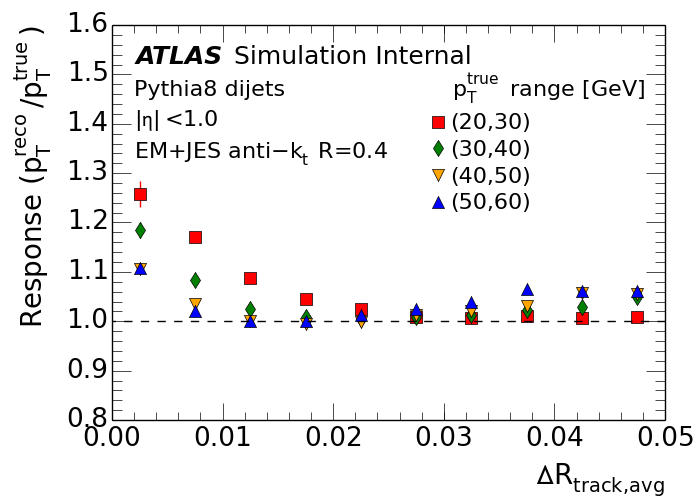 1.6
1.5
1.4
1.3
1.2
1.1
1.0
0.9
0.8
Response (p_T^reco /p_T^true )
ATLAS Simulation Internal
Pythia8 dijets
|η| <1.0
EM+JES anti−k_t R=0.4
p_T^true range [GeV]
(20,30)
(30,40)
(40,50)
(50,60)
0.00 0.01 0.02 0.03 0.04 0.05
ΔR_track,avg